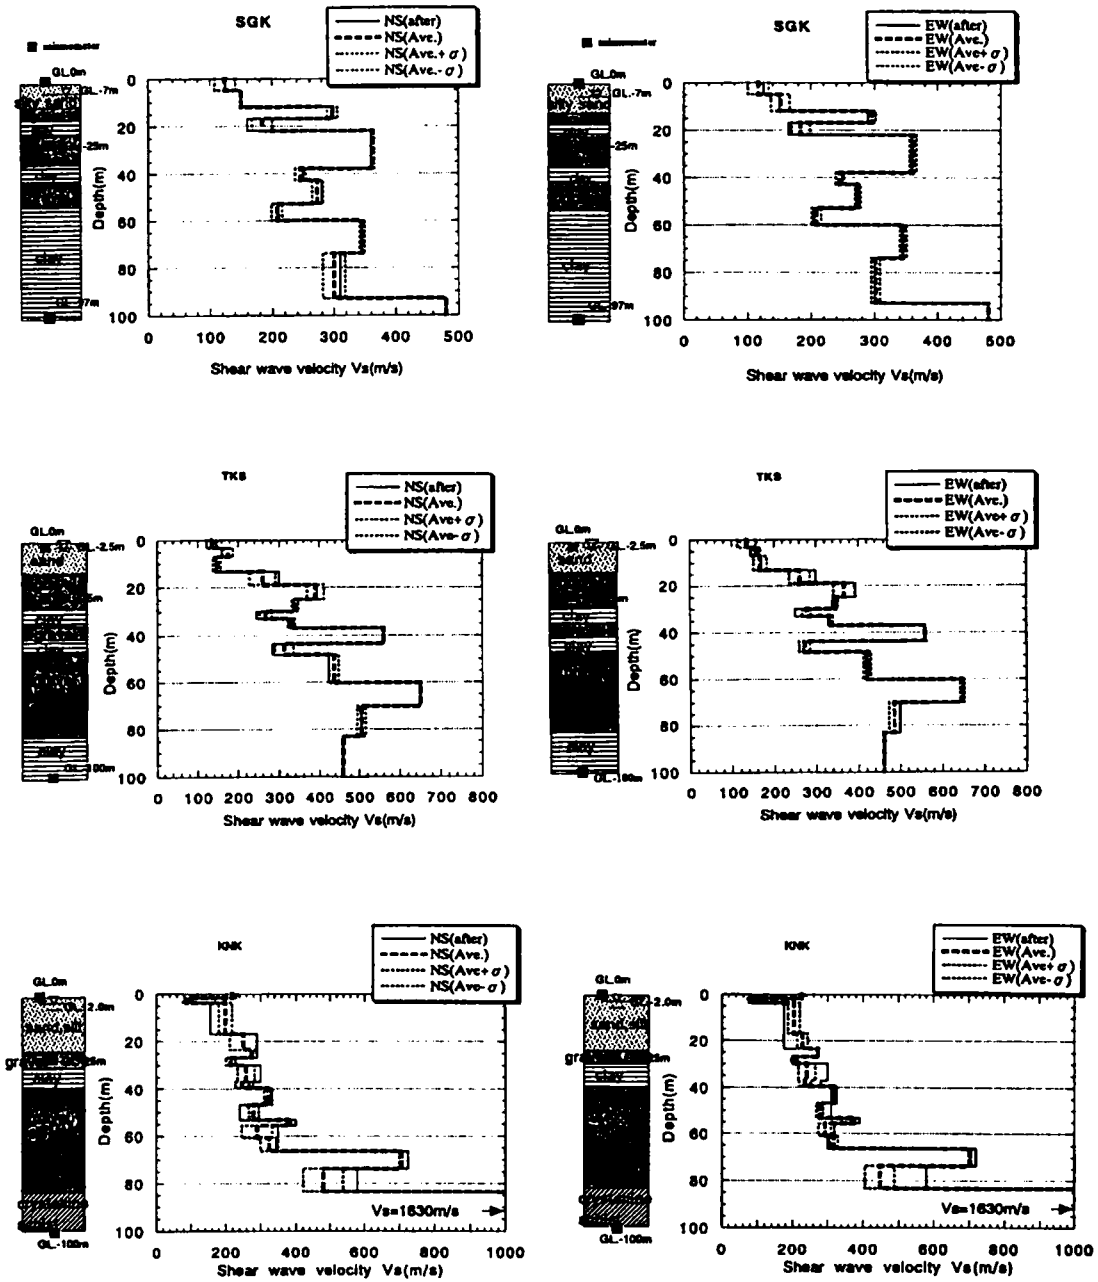 SGK
NS(after)
NS(Ave.)
NS(Ave.+σ)
NS(Ave.-σ)
GL.0m
GL.-7m
-25m
clay
Depth(m)
0
20
40
60
80
100
0 100 200 300 400 500
Shear wave velocity Vs(m/s)
SGK
EW(after)
EW(Ave.)
EW(Ave+σ)
EW(Ave-σ)
GL.0m
GL.-7m
-25m
clay
-97m
Depth(m)
0
20
40
60
80
100
0 100 200 300 400 500
Shear wave velocity Vs(m/s)
TKS
NS(after)
NS(Ave.)
NS(Ave+σ)
NS(Ave-σ)
GL.0m
GL.-2.5m
sand
clay
clay
Depth(m)
0
20
40
60
80
100
0 100 200 300 400 500 600 700 800
Shear wave velocity Vs(m/s)
TKS
EW(after)
EW(Ave.)
EW(Ave+σ)
EW(Ave-σ)
GL.0m
GL.-2.5m
sand
clay
clay
GL.-100m
Depth(m)
0
20
40
60
80
100
0 100 200 300 400 500 600 700 800
Shear wave velocity Vs(m/s)
KNK
NS(after)
NS(Ave.)
NS(Ave+σ)
NS(Ave-σ)
GL.0m
GL.-2.0m
sand,silt
clay
GL.-100m
Depth(m)
0
20
40
60
80
100
Vs=1630m/s
0 200 400 600 800 1000
Shear wave velocity Vs(m/s)
KNK
EW(after)
EW(Ave.)
EW(Ave+σ)
EW(Ave-σ)
GL.0m
GL.-2.0m
sand,silt
clay
GL.-100m
Depth(m)
0
20
40
60
80
100
Vs=1630m/s
0 200 400 600 800 1000
Shear wave velocity Vs(m/s)